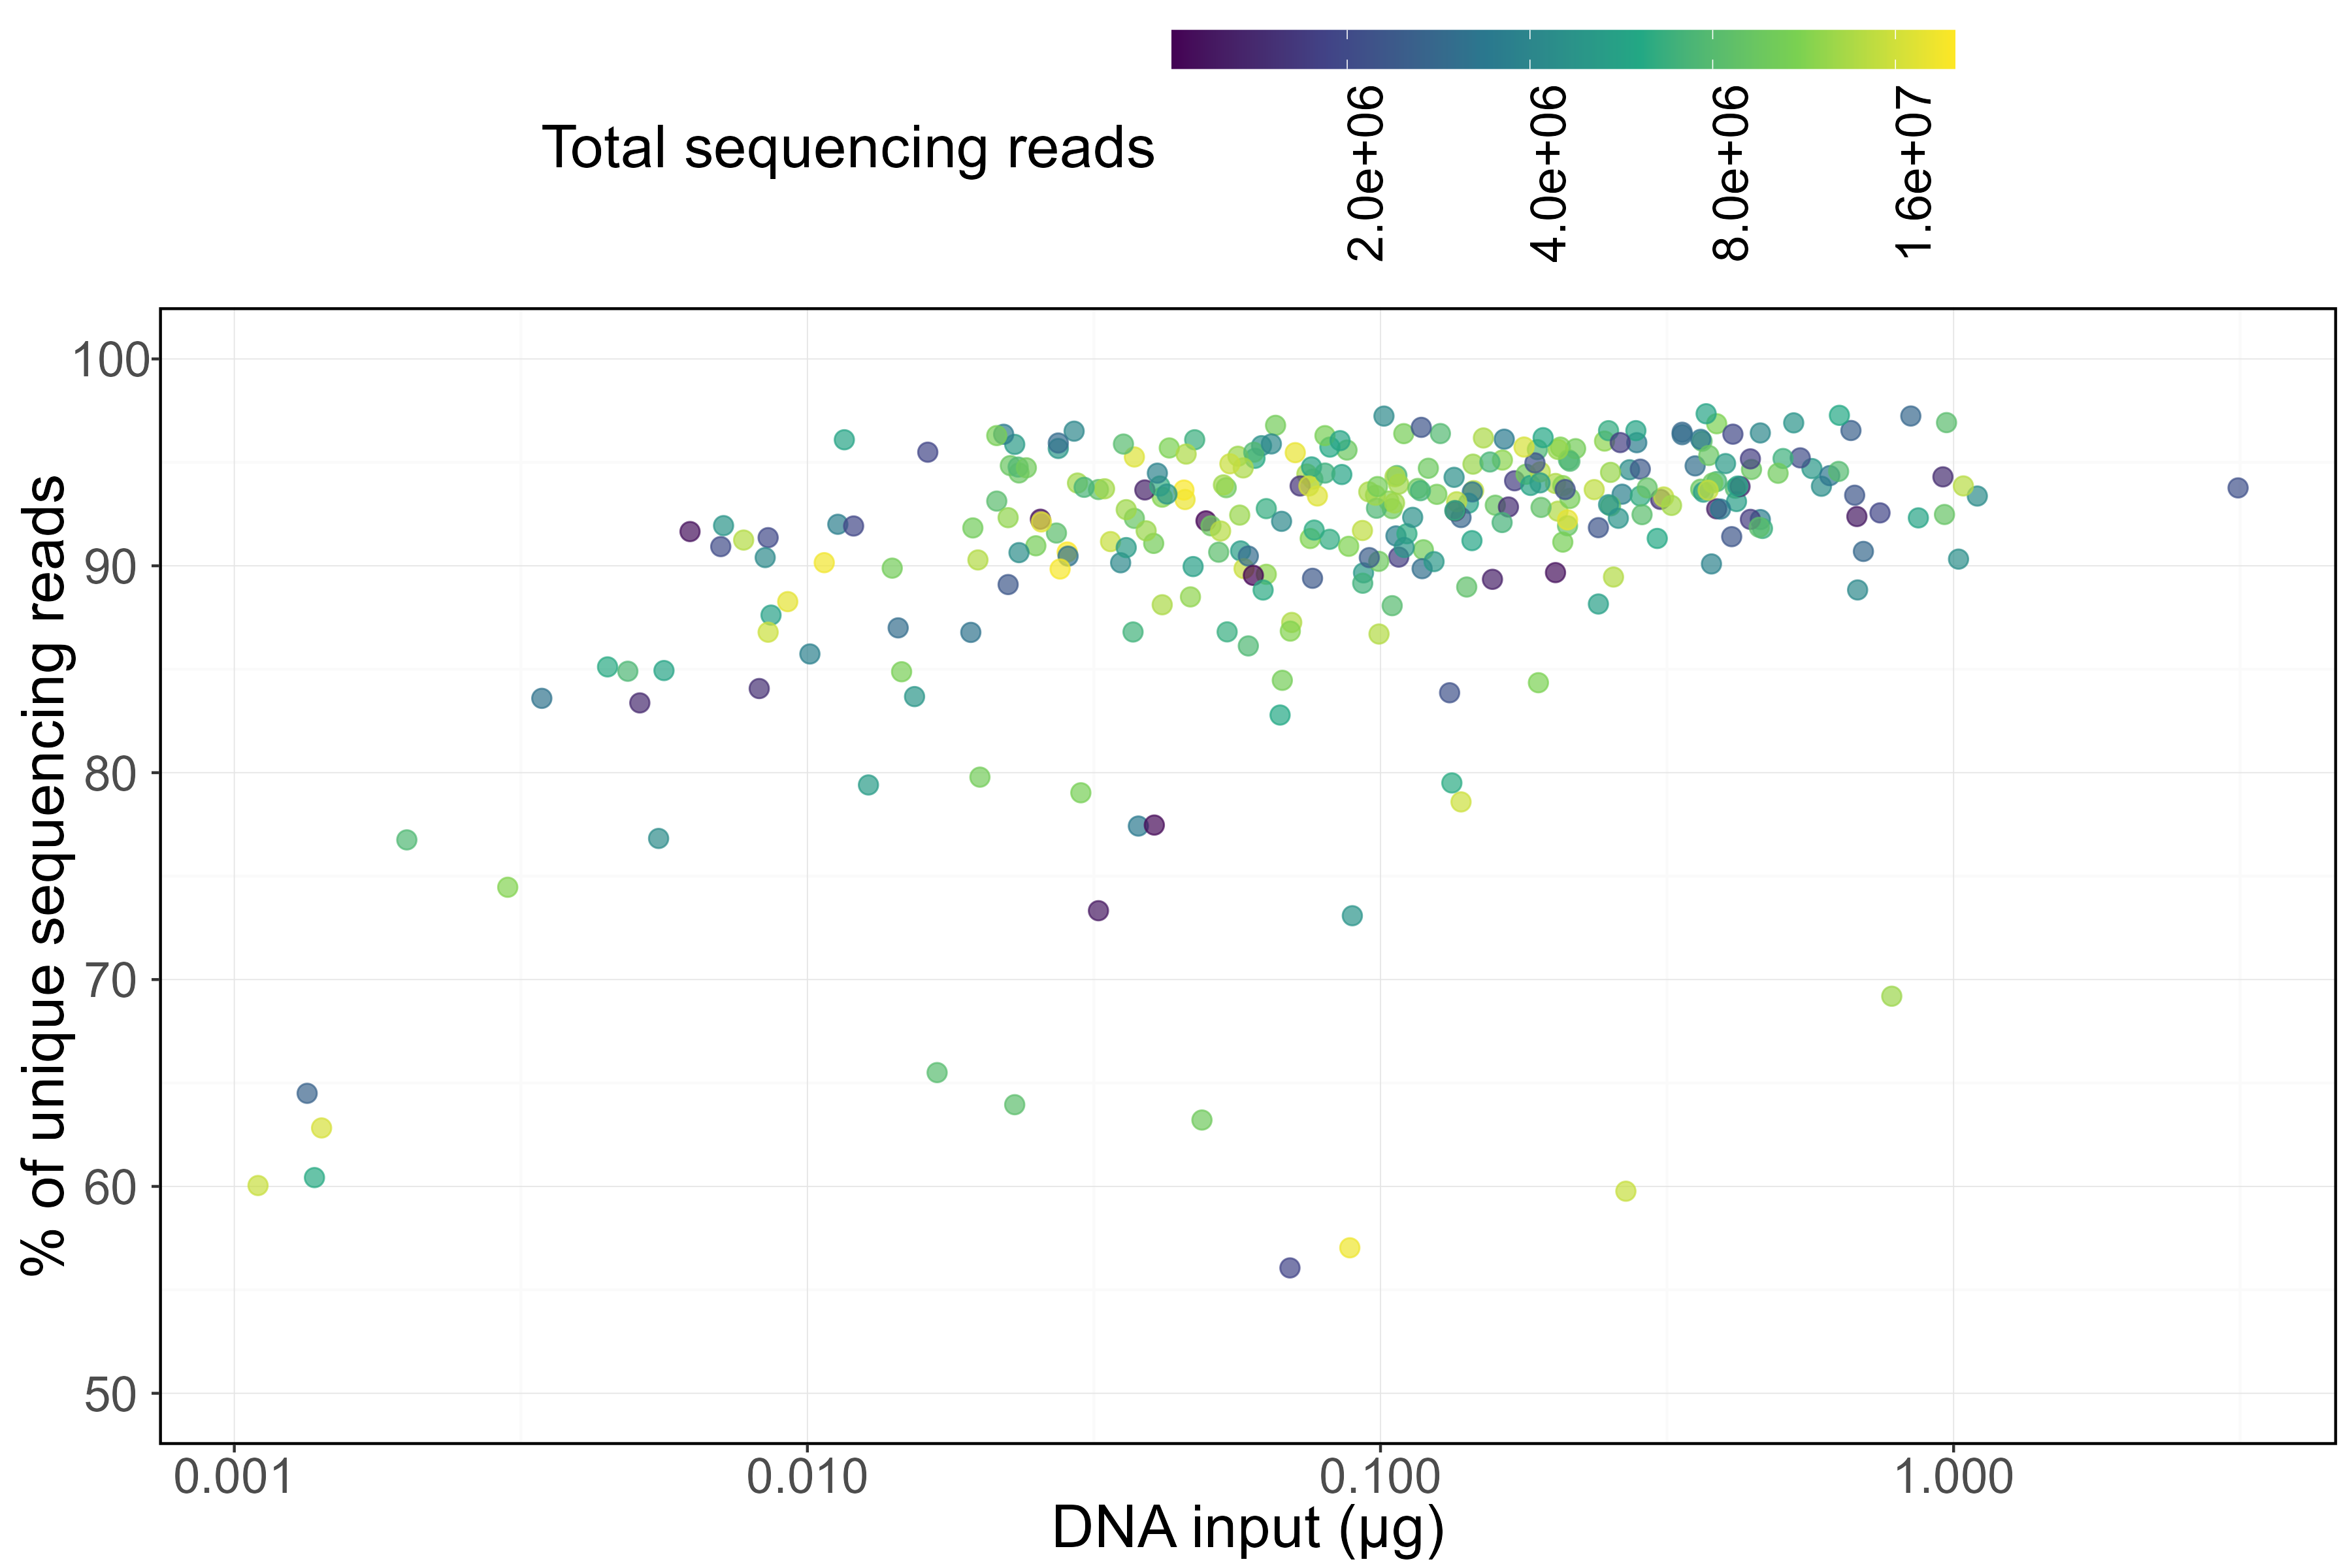 Total sequencing reads
2.0e+06
4.0e+06
8.0e+06
1.6e+07
% of unique sequencing reads
100
90
80
70
60
50
0.001
0.010
0.100
1.000
DNA input (µg)